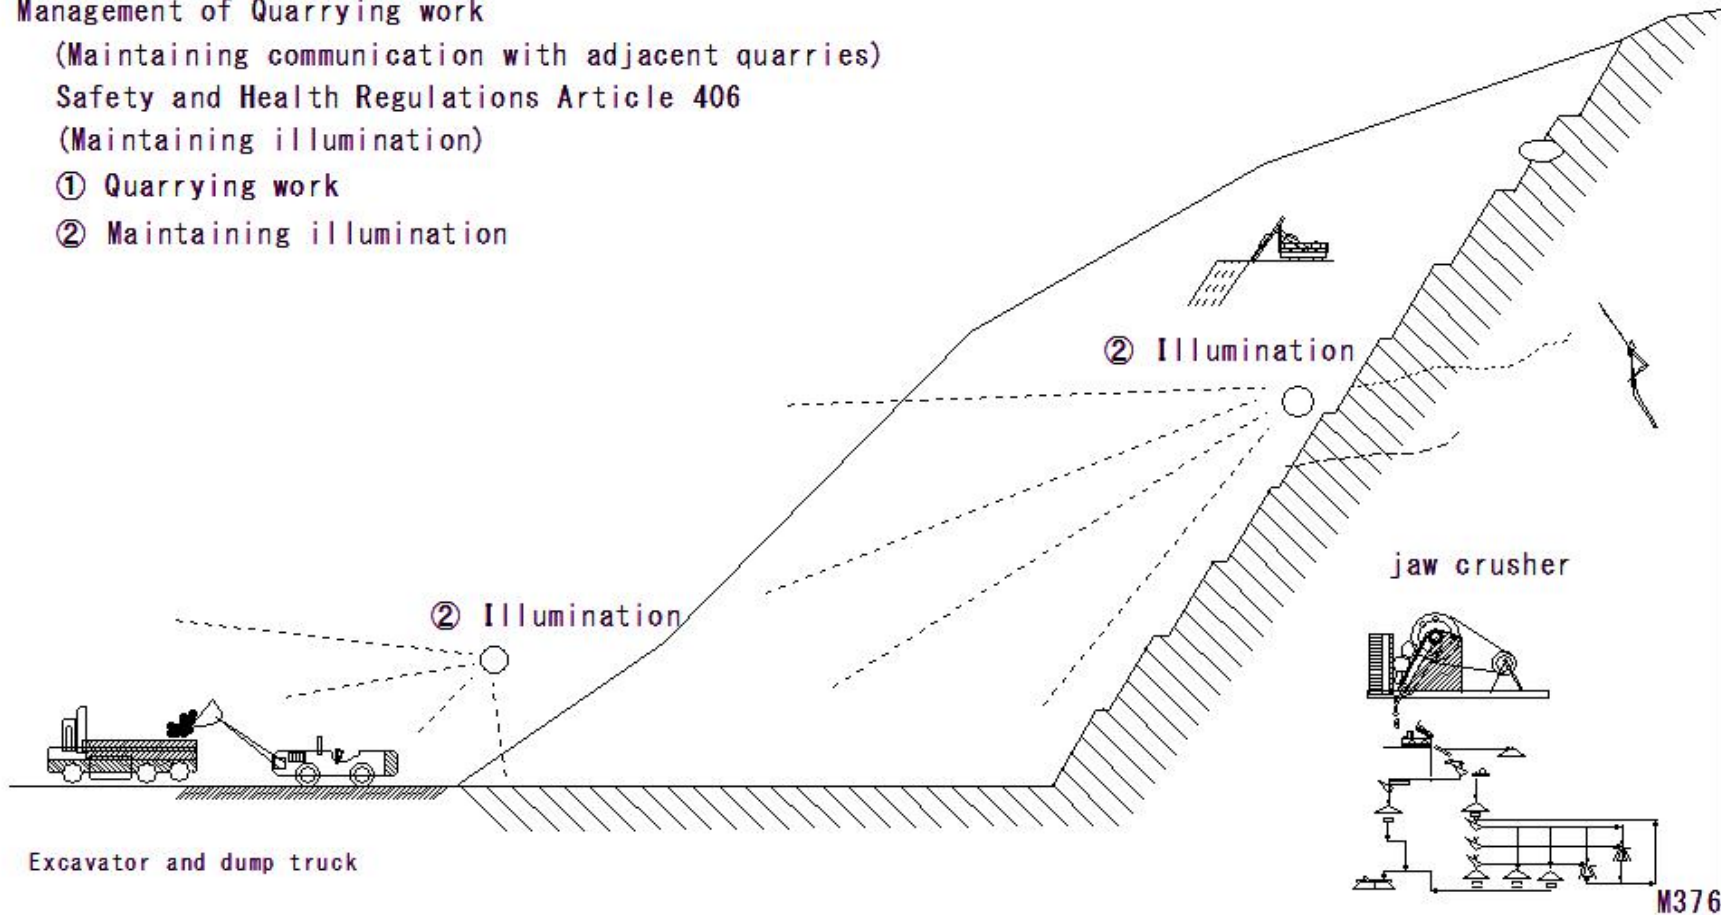 Management of Quarrying work
(Maintaining communication with adjacent quarries)
Safety and Health Regulations Article 406
(Maintaining illumination)
① Quarrying work
② Maintaining illumination
② Illumination
jaw crusher
② Illumination
Excavator and dump truck
M376